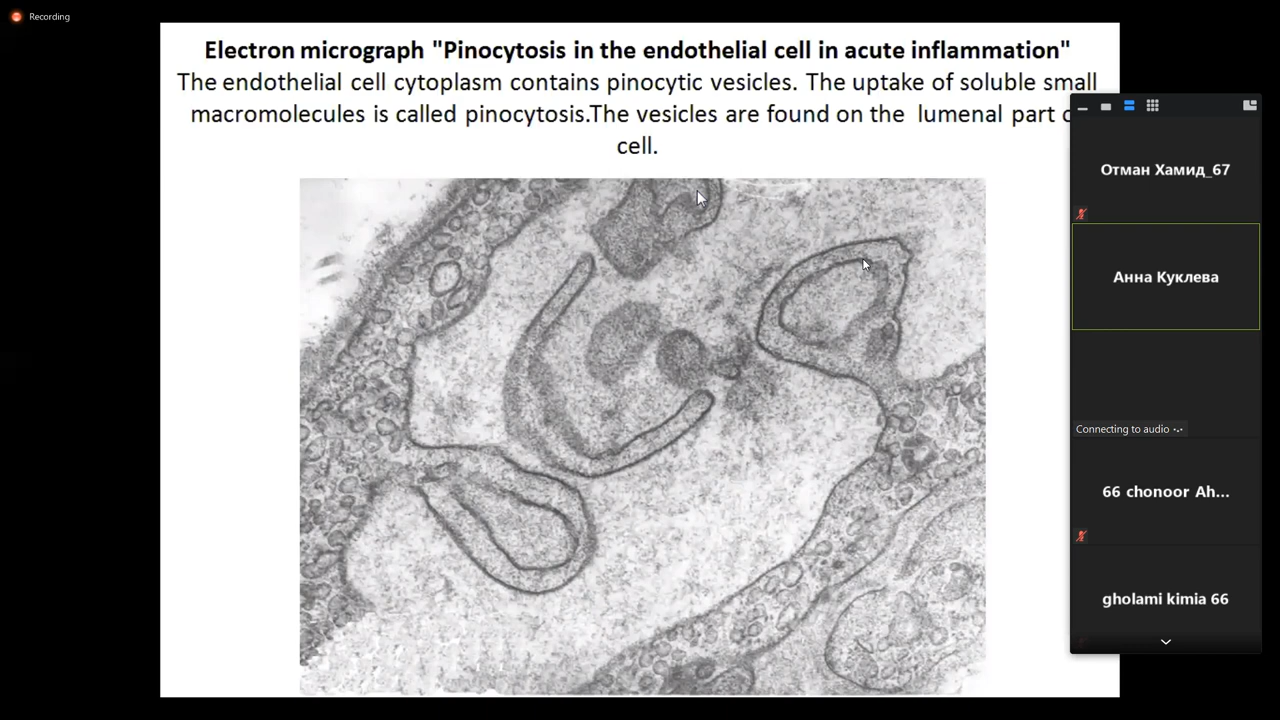 Recording
Electron micrograph "Pinocytosis in the endothelial cell in acute inflammation"
The endothelial cell cytoplasm contains pinocytic vesicles. The uptake of soluble small
macromolecules is called pinocytosis.The vesicles are found on the lumenal part
cell.
Отман Хамид_67
Анна Куклева
Connecting to audio
66 chonoor Ah...
gholami kimia 66